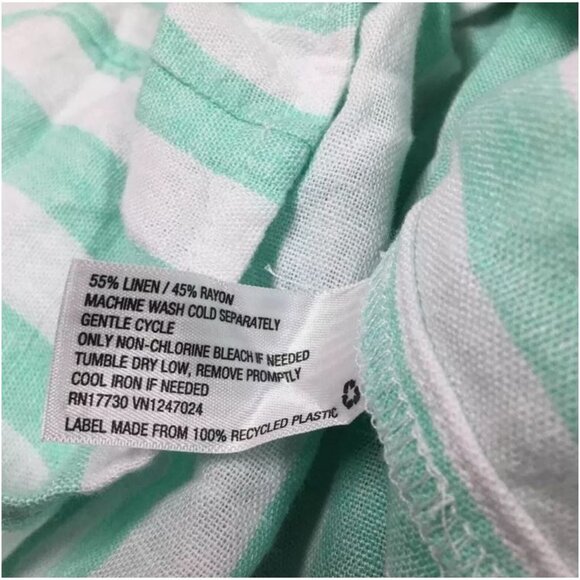 55% LINEN / 45% RAYON
MACHINE WASH COLD SEPARATELY
GENTLE CYCLE
ONLY NON-CHLORINE BLEACH IF NEEDED
TUMBLE DRY LOW, REMOVE PROMPTLY
COOL IRON IF NEEDED
RN17730 VN1247024
LABEL MADE FROM 100% RECYCLED PLASTIC